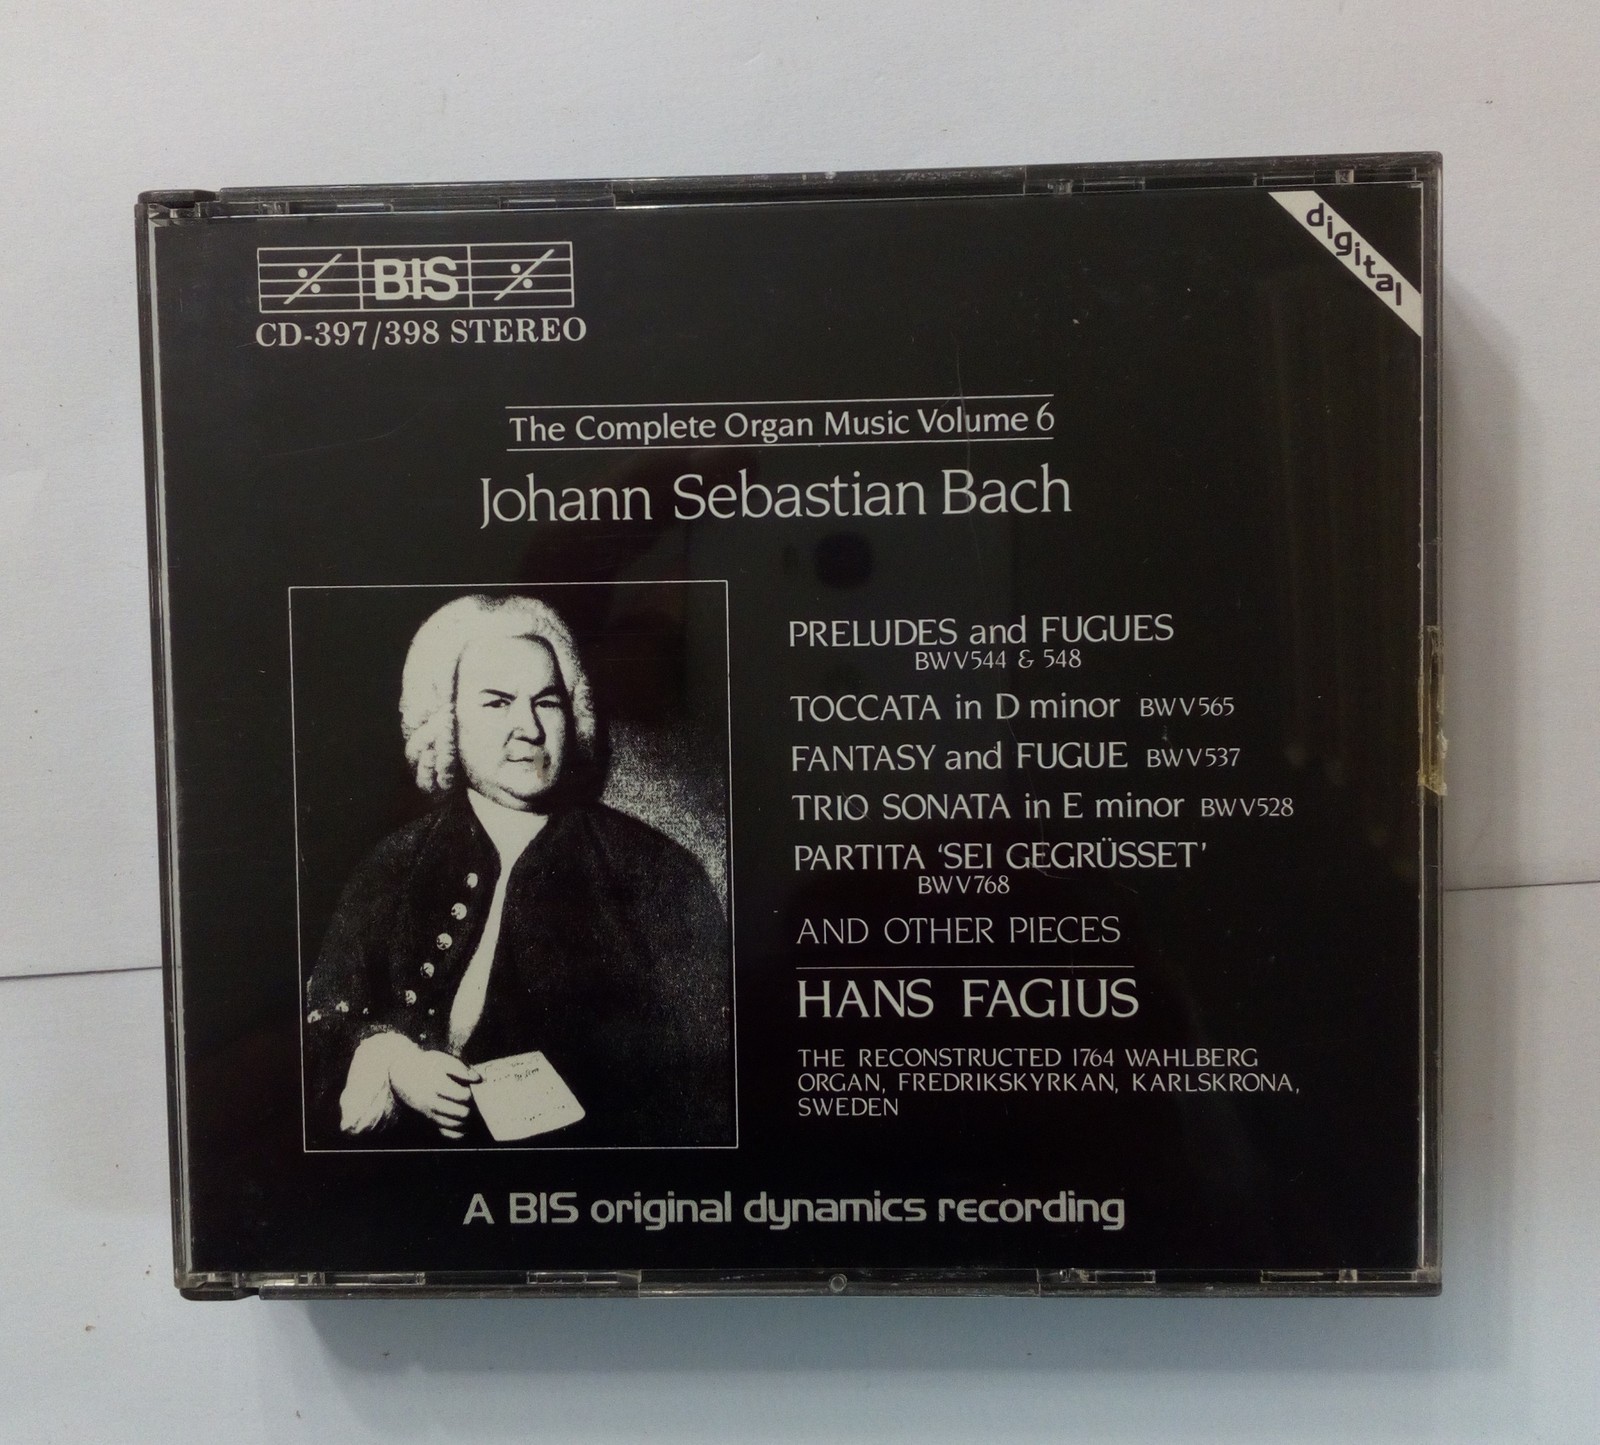 BIS
CD-397/398 STEREO
digital
The Complete Organ Music Volume 6
Johann Sebastian Bach
PRELUDES and FUGUES
BWV544 & 548
TOCCATA in D minor BWV565
FANTASY and FUGUE BWV537
TRIO SONATA in E minor BWV528
PARTITA ‘SEI GEGRÜSSET’
BWV768
AND OTHER PIECES
HANS FAGIUS
THE RECONSTRUCTED 1764 WAHLBERG
ORGAN, FREDRIKSKYRKAN, KARLSKRONA,
SWEDEN
A BIS original dynamics recording